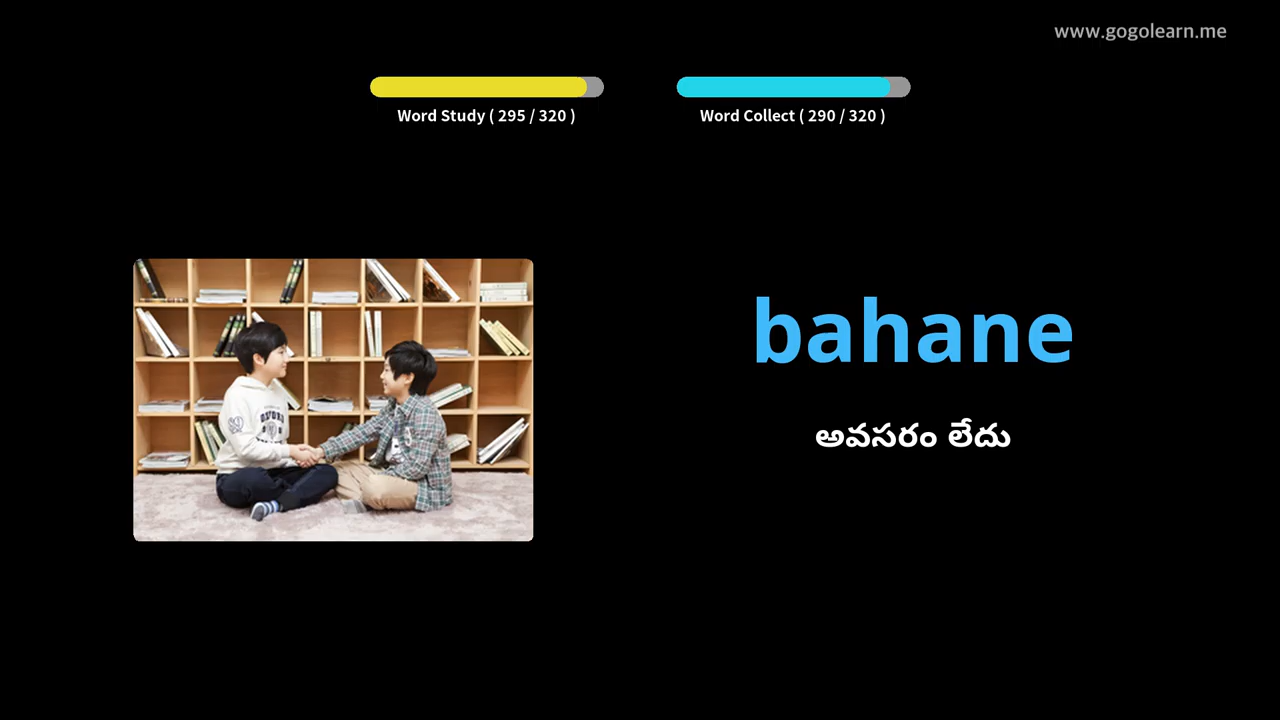 www.gogolearn.me
Word Study ( 295 / 320 )
Word Collect ( 290 / 320 )
bahane
అవసరం లేదు